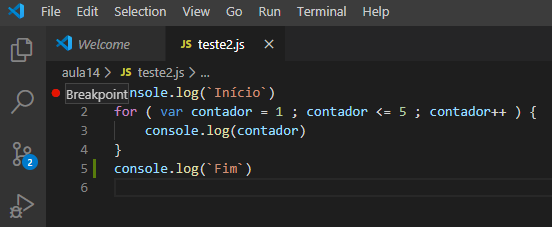 File Edit Selection View Go Run Terminal Help
Welcome JS teste2.js ×
aula14 > JS teste2.js > ...
Breakpoint onsole.log(`Início`)
2 for ( var contador = 1 ; contador <= 5 ; contador++ ) {
3 console.log(contador)
4 }
5 console.log(`Fim`)
6
2